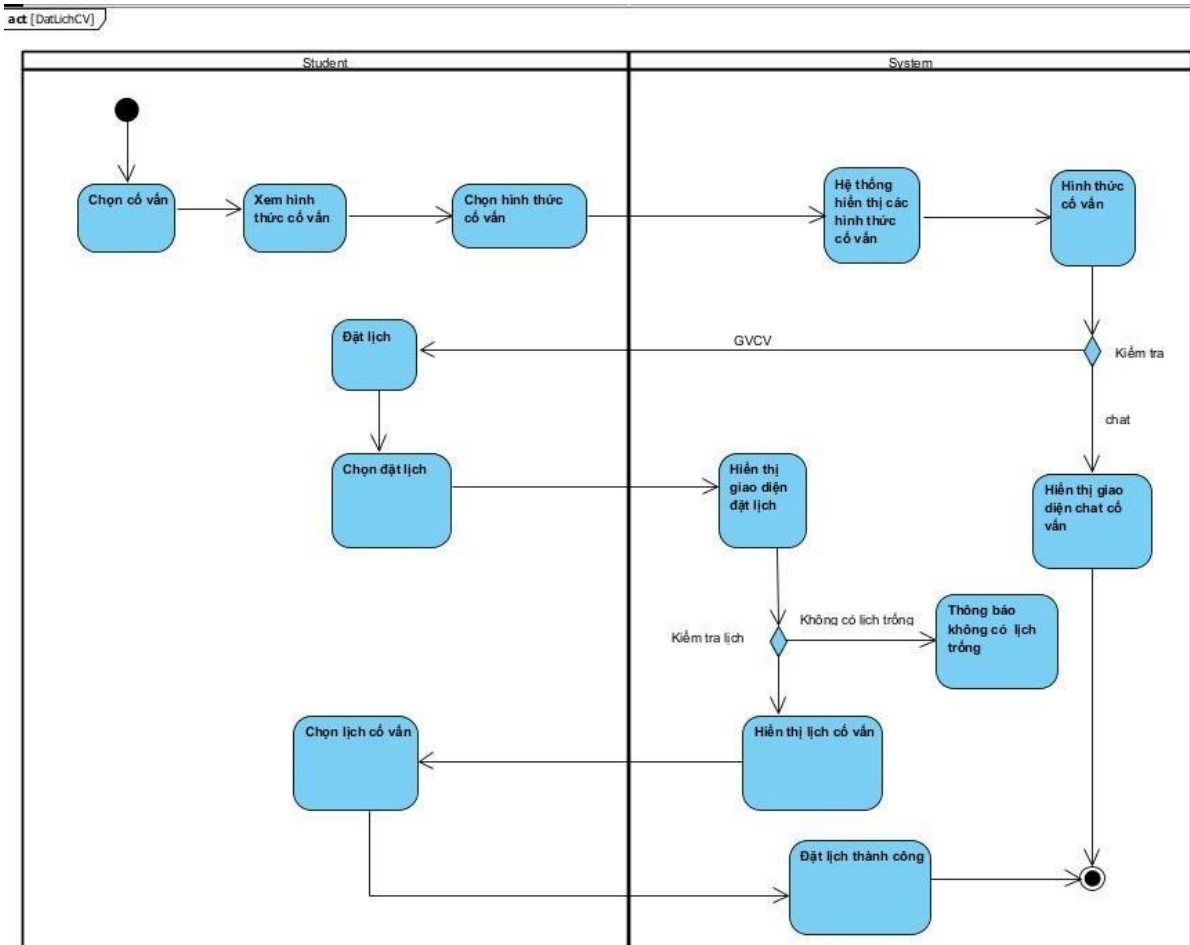 act [DatLichCV]
Student
System
Chọn cố vấn
Xem hình
thức cố vấn
Chọn hình thức
cố vấn
Hệ thống
hiển thị các
hình thức
cố vấn
Hình thức
cố vấn
Đặt lịch
GVCV
Kiểm tra
chat
Chọn đặt lịch
Hiển thị
giao diện
đặt lịch
Hiển thị giao
diện chat cố
vấn
Kiểm tra lịch
Không có lịch trống
Thông báo
không có lịch
trống
Chọn lịch cố vấn
Hiển thị lịch cố vấn
Đặt lịch thành công